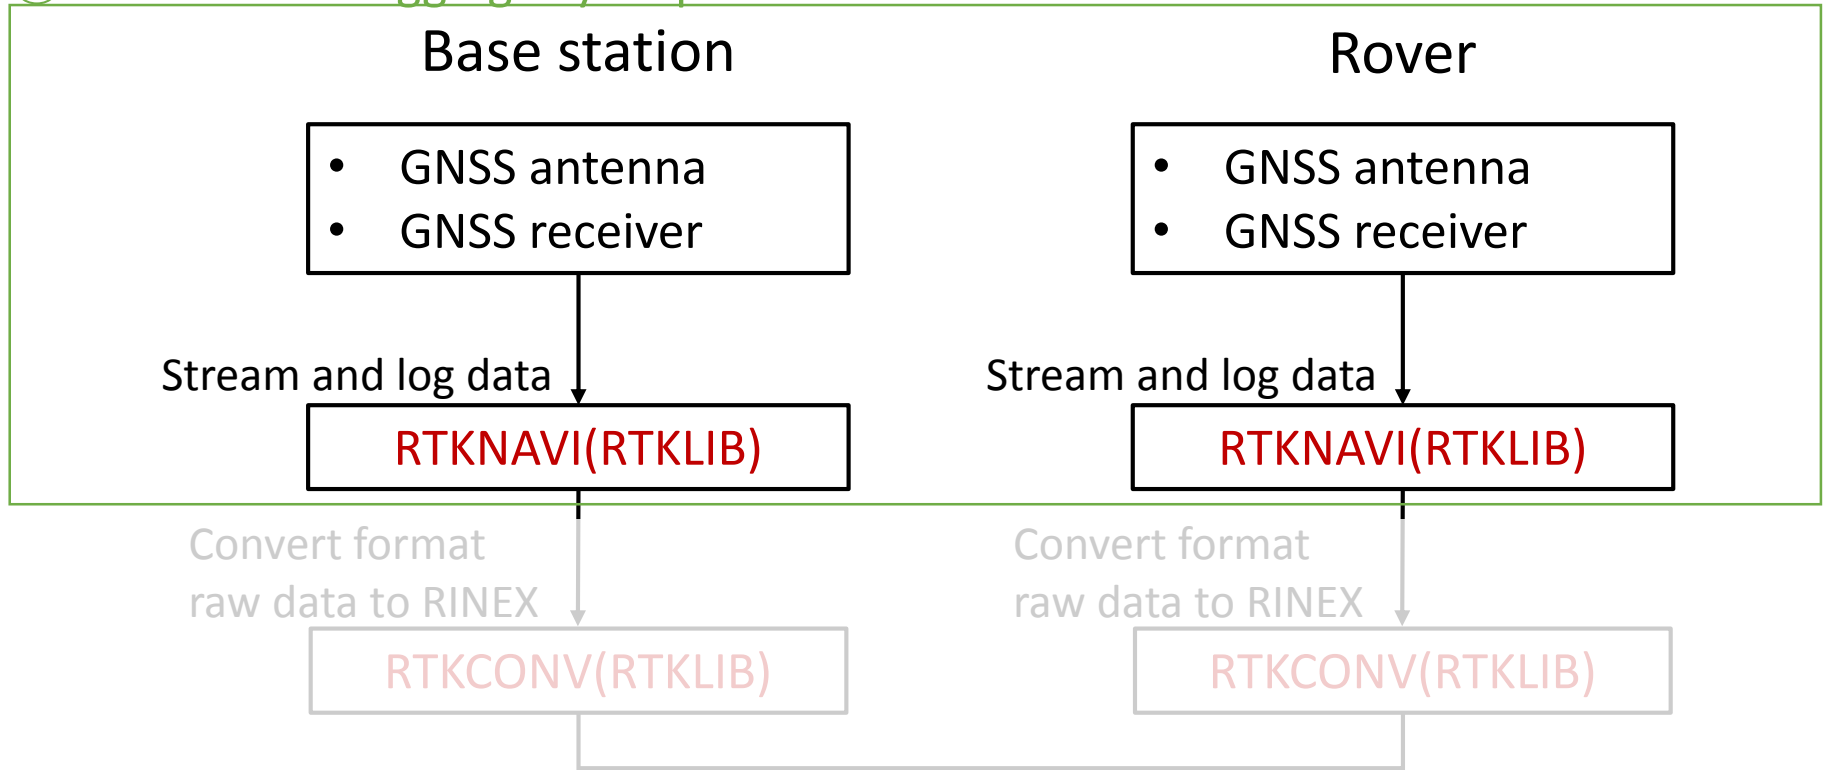 Base station
Rover
• GNSS antenna
• GNSS receiver
• GNSS antenna
• GNSS receiver
Stream and log data
Stream and log data
RTKNAVI(RTKLIB)
RTKNAVI(RTKLIB)
Convert format
raw data to RINEX
Convert format
raw data to RINEX
RTKCONV(RTKLIB)
RTKCONV(RTKLIB)